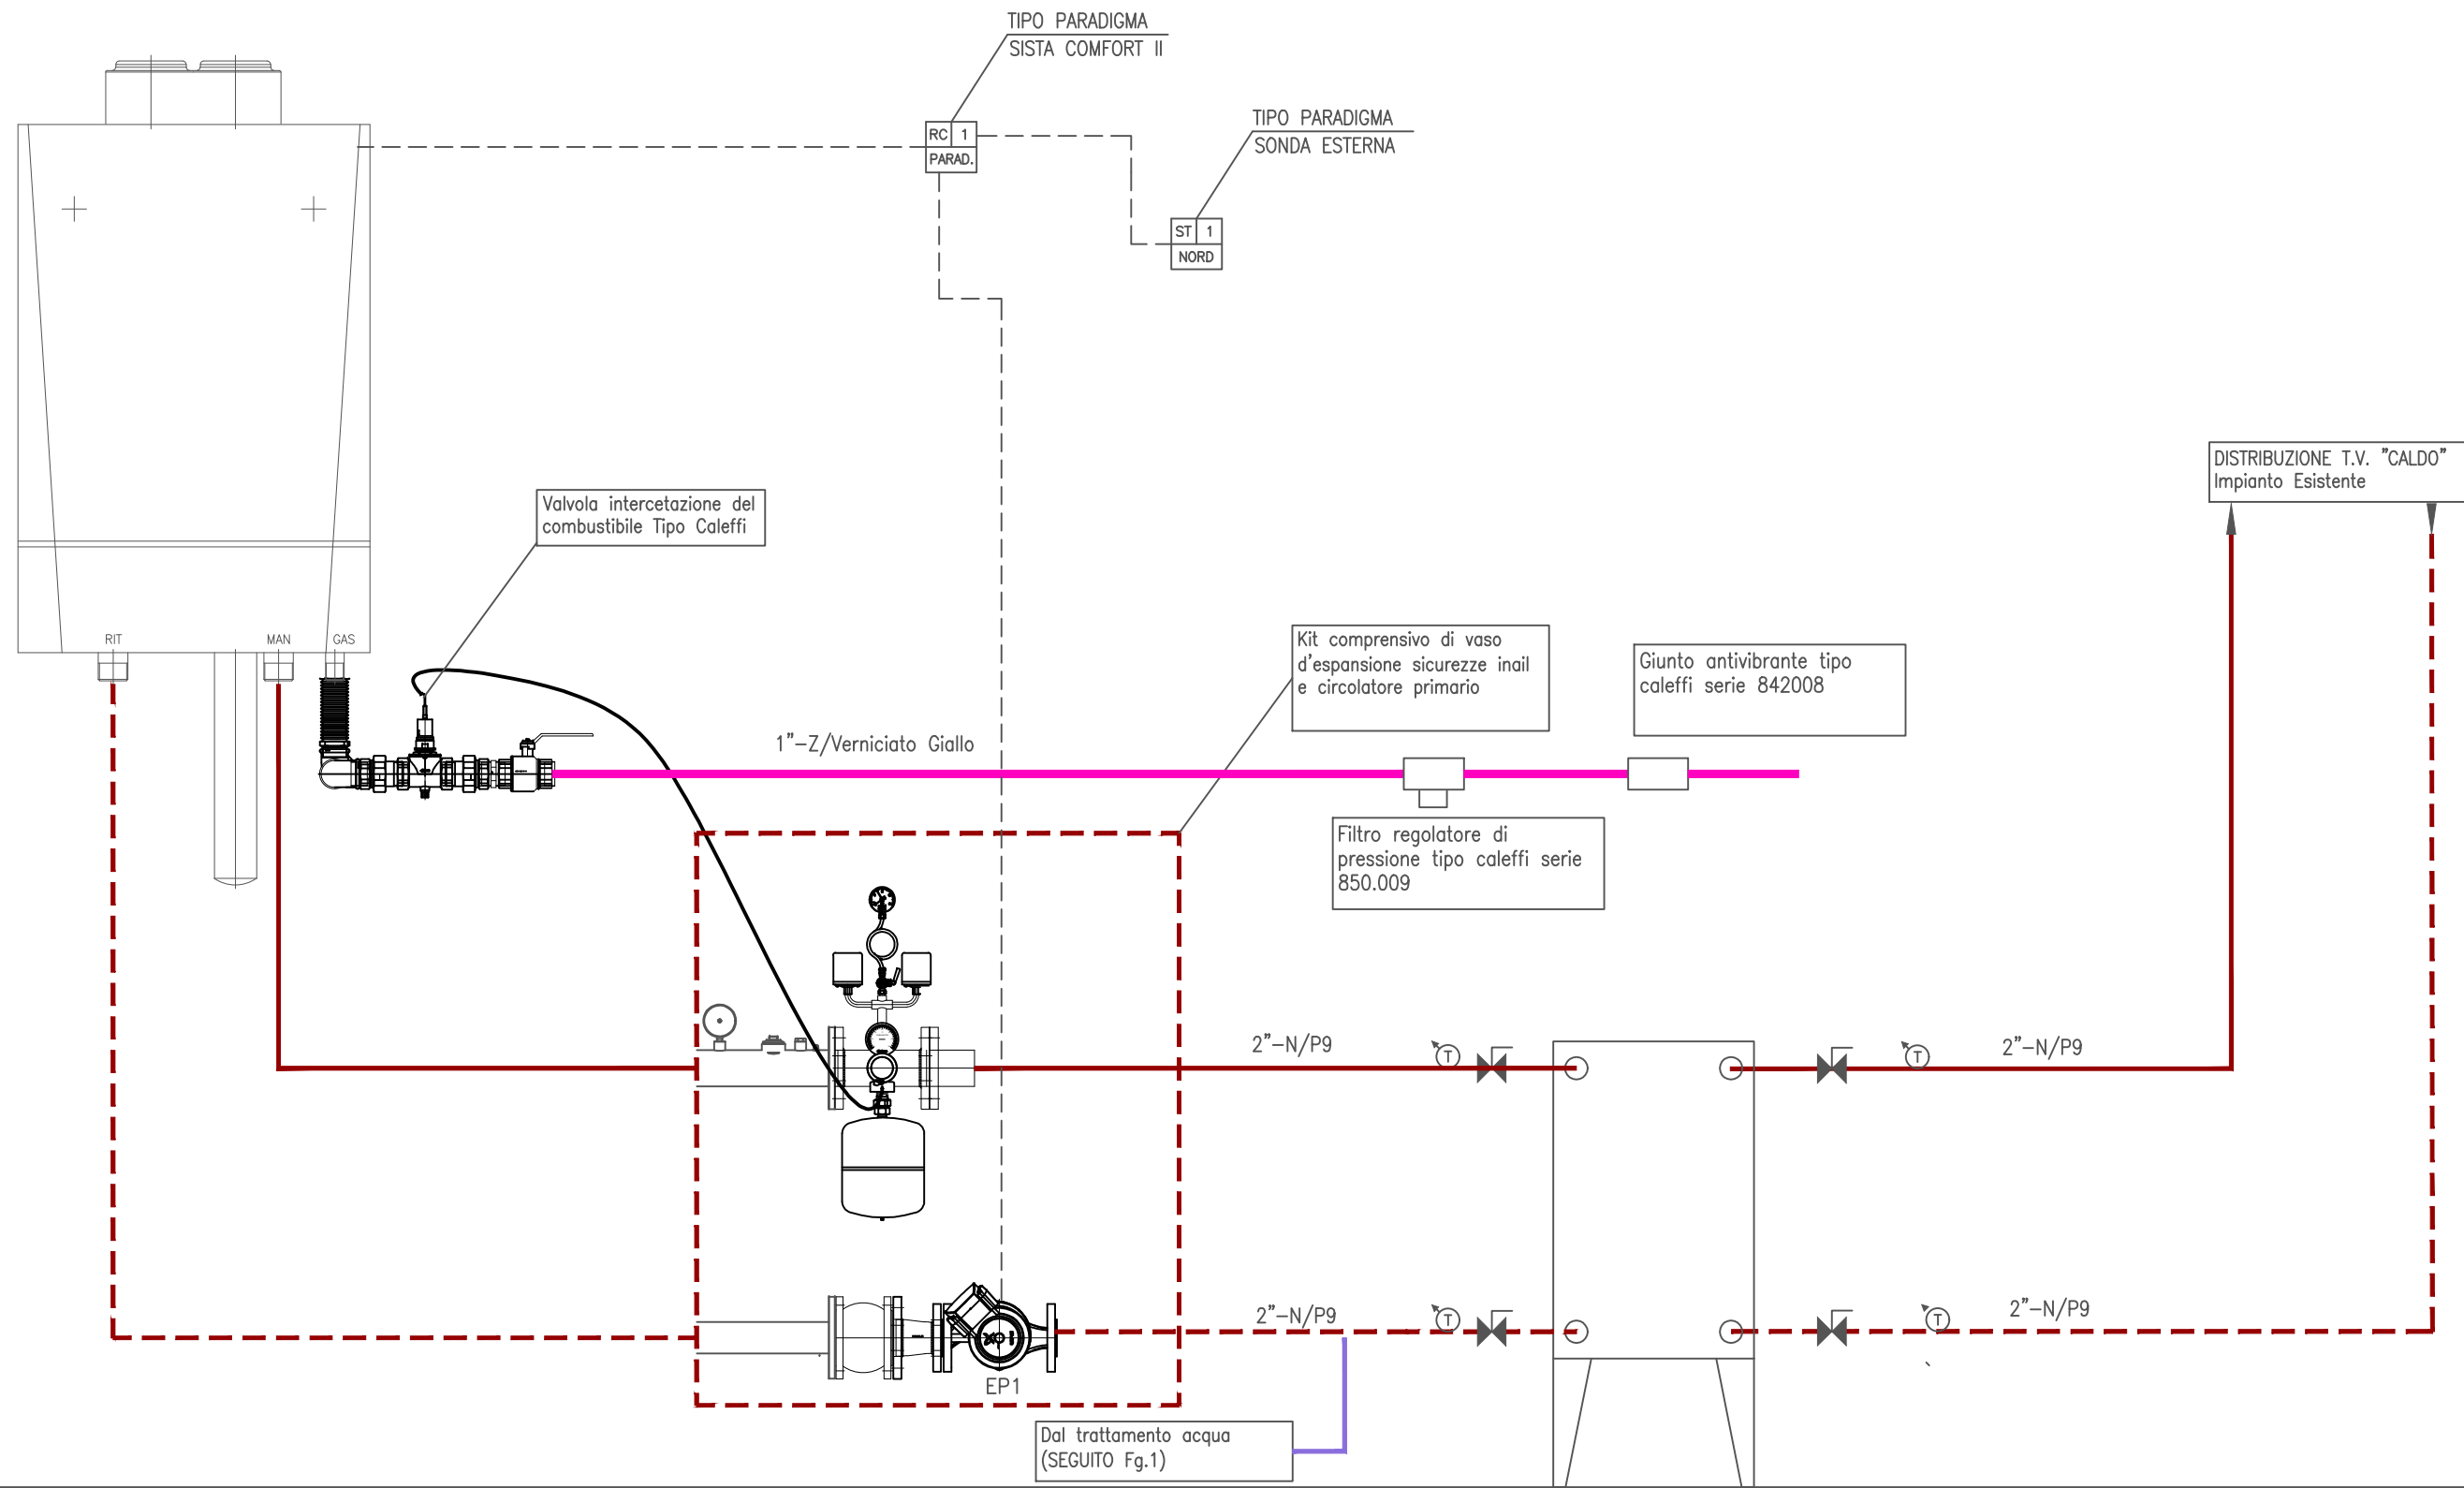 TIPO PARADIGMA
SISTA COMFORT II
TIPO PARADIGMA
SONDA ESTERNA
RC 1
PARAD.
ST 1
NORD
DISTRIBUZIONE T.V. "CALDO"
Impianto Esistente
Valvola intercetazione del
combustibile Tipo Caleffi
RIT
MAN
GAS
Kit comprensivo di vaso
d'espansione sicurezze inail
e circolatore primario
Giunto antivibrante tipo
caleffi serie 842008
1"-Z/Verniciato Giallo
Filtro regolatore di
pressione tipo caleffi serie
850.009
2"-N/P9
T
T
2"-N/P9
2"-N/P9
T
T
2"-N/P9
EP1
Dal trattamento acqua
(SEGUITO Fg.1)